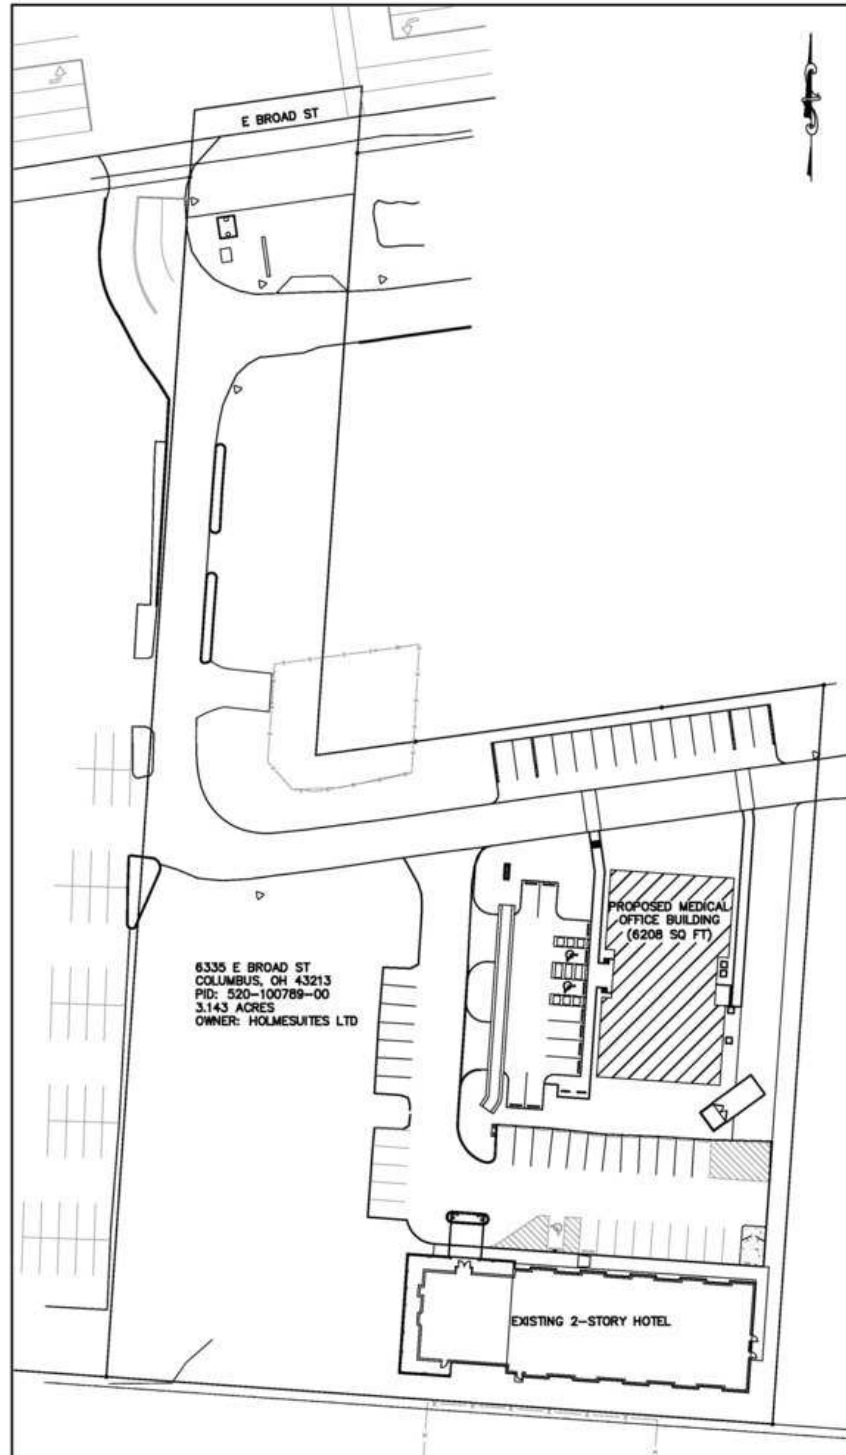 E BROAD ST
PROPOSED MEDICAL
OFFICE BUILDING
(6208 SQ FT)
6335 E BROAD ST
COLUMBUS, OH 43213
PID: 520-100789-00
3.143 ACRES
OWNER: HOLMESUITES LTD
EXISTING 2-STORY HOTEL